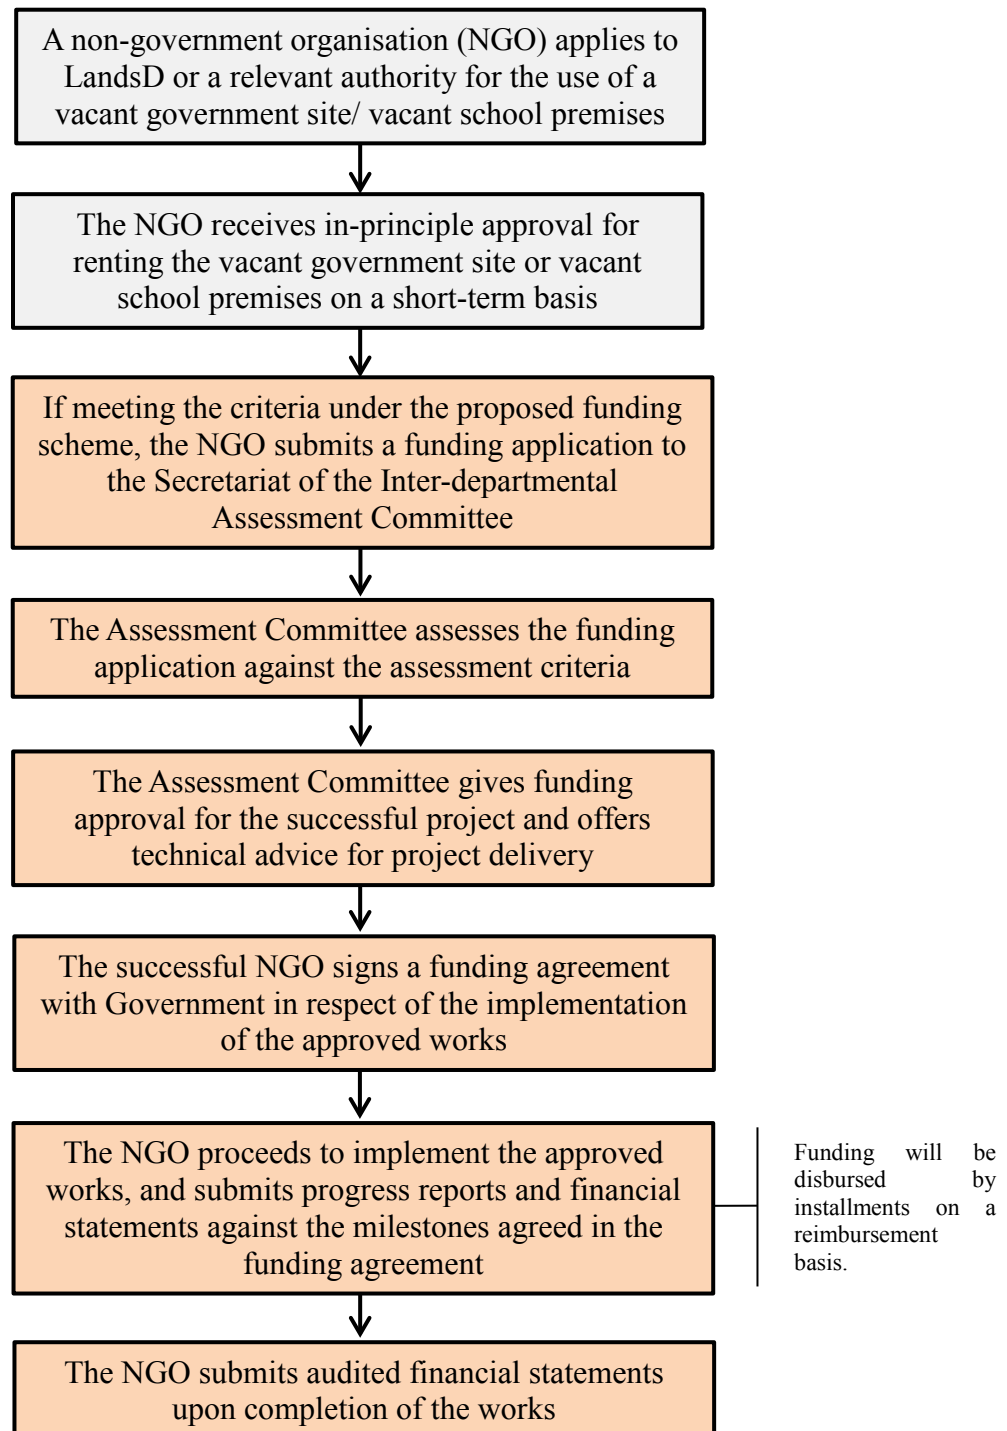 A non-government organisation (NGO) applies to
LandsD or a relevant authority for the use of a
vacant government site/ vacant school premises
The NGO receives in-principle approval for
renting the vacant government site or vacant
school premises on a short-term basis
If meeting the criteria under the proposed funding
scheme, the NGO submits a funding application to
the Secretariat of the Inter-departmental
Assessment Committee
The Assessment Committee assesses the funding
application against the assessment criteria
The Assessment Committee gives funding
approval for the successful project and offers
technical advice for project delivery
The successful NGO signs a funding agreement
with Government in respect of the implementation
of the approved works
The NGO proceeds to implement the approved
works, and submits progress reports and financial
statements against the milestones agreed in the
funding agreement
Funding will be
disbursed by
installments on a
reimbursement
basis.
The NGO submits audited financial statements
upon completion of the works